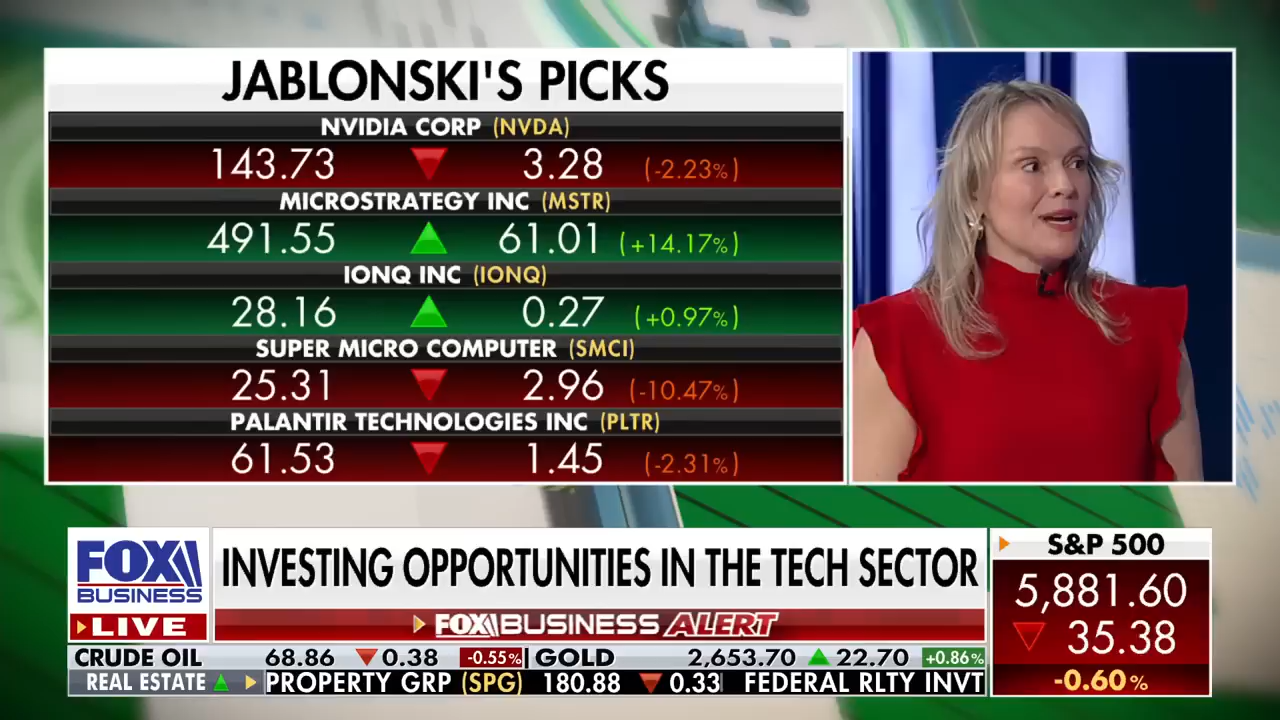 JABLONSKI'S PICKS
NVIDIA CORP (NVDA)
143.73 ▼ 3.28 (-2.23%)
MICROSTRATEGY INC (MSTR)
491.55 ▲ 61.01 (+14.17%)
IONQ INC (IONQ)
28.16 ▲ 0.27 (+0.97%)
SUPER MICRO COMPUTER (SMCI)
25.31 ▼ 2.96 (-10.47%)
PALANTIR TECHNOLOGIES INC (PLTR)
61.53 ▼ 1.45 (-2.31%)
FOX BUSINESS
LIVE
INVESTING OPPORTUNITIES IN THE TECH SECTOR
FOX BUSINESS ALERT
S&P 500
5,881.60
▼ 35.38
-0.60%
CRUDE OIL 68.86 ▼ 0.38 -0.55% GOLD 2,653.70 ▲ 22.70 +0.86%
REAL ESTATE ▲ PROPERTY GRP (SPG) 180.88 ▼ 0.33 FEDERAL RLTY INVT